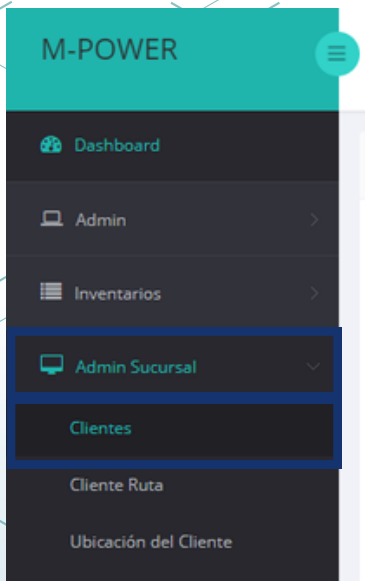 M-POWER
Dashboard
Admin
Inventarios
Admin Sucursal
Clientes
Cliente Ruta
Ubicación del Cliente